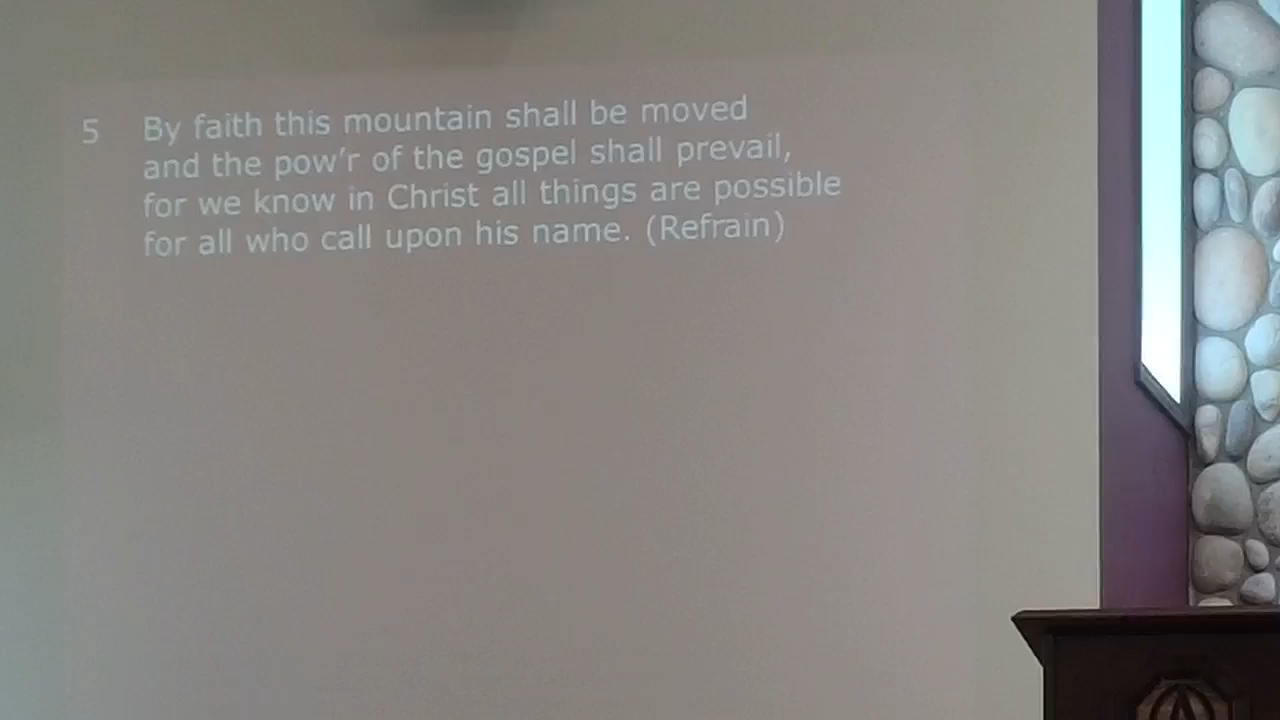 5 By faith this mountain shall be moved
and the pow'r of the gospel shall prevail,
for we know in Christ all things are possible
for all who call upon his name. (Refrain)